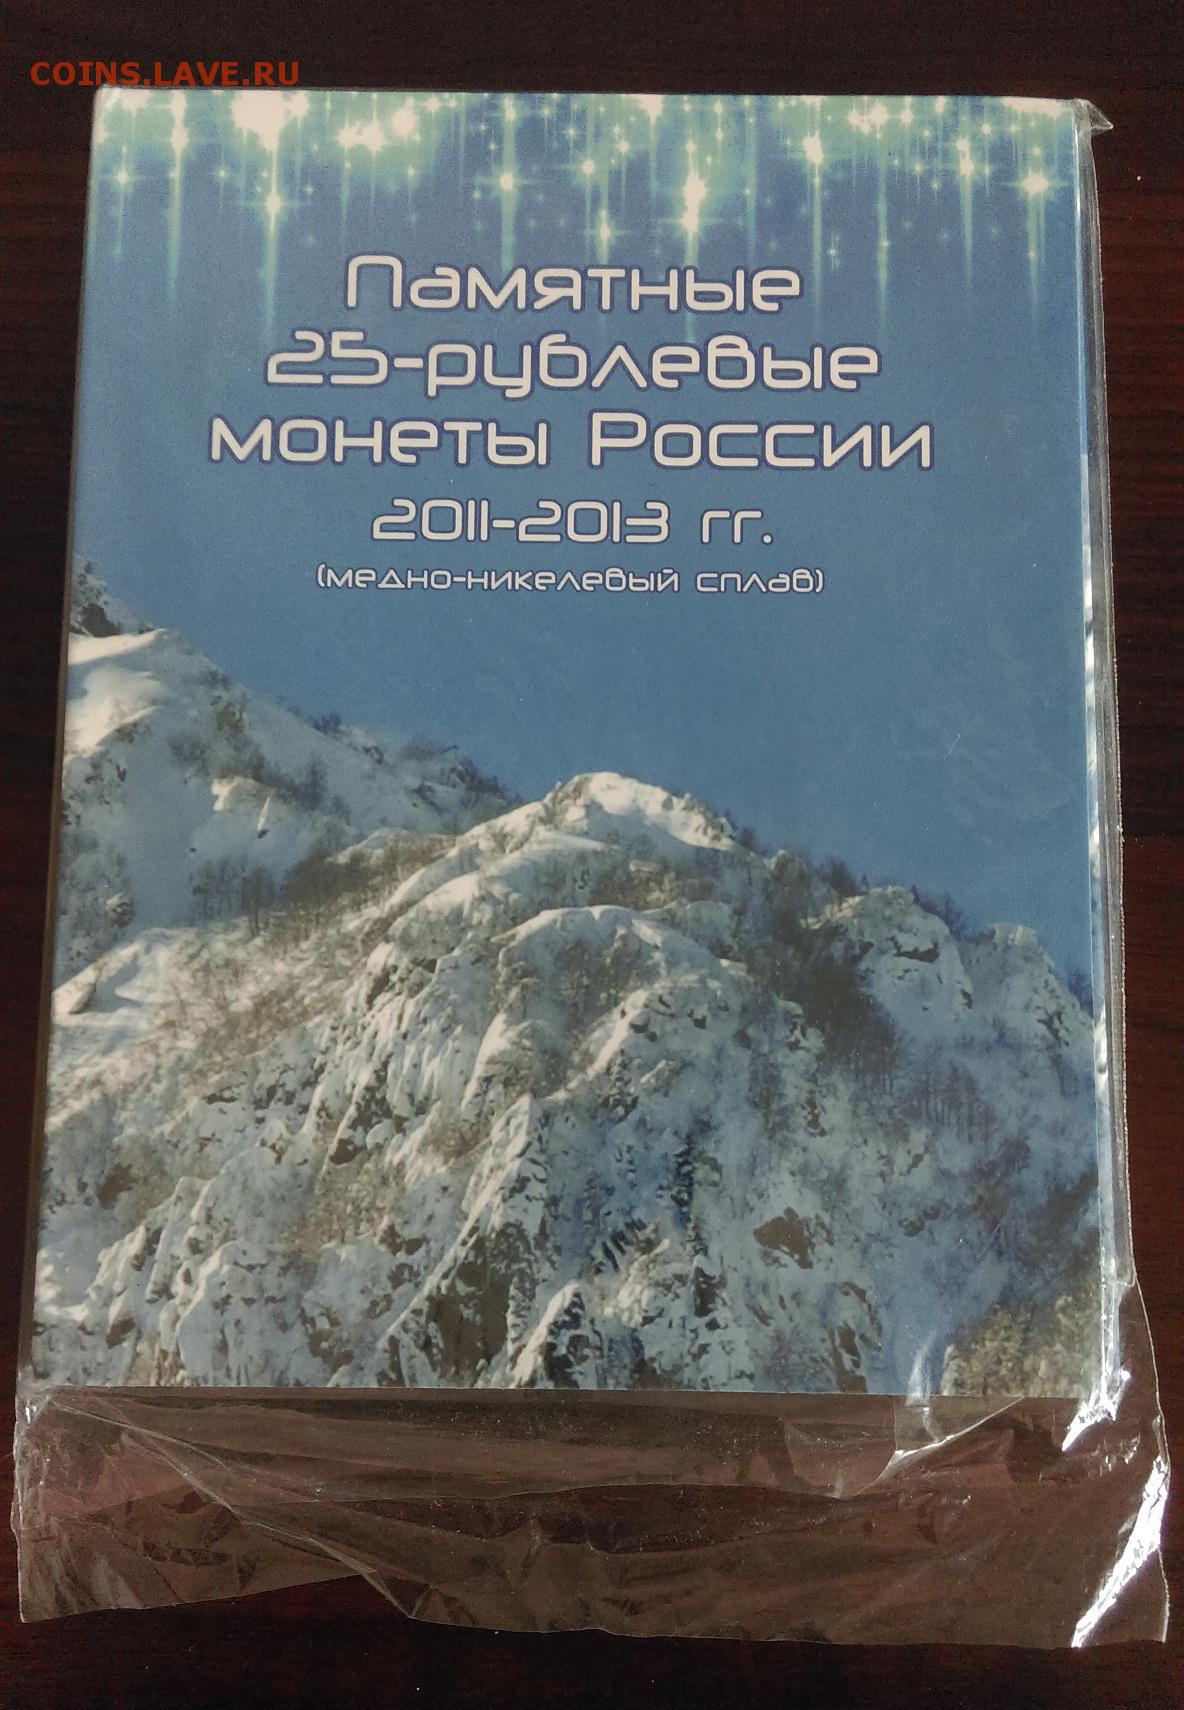 COINS.LAVE.RU
Памятные
25-рублевые
монеты России
2011-2013 гг.
(медно-никелевый сплав)